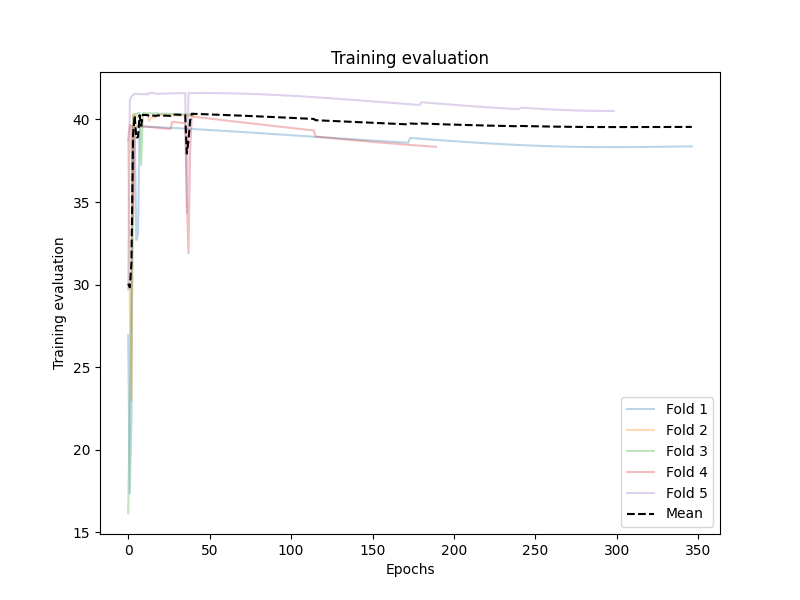 Training evaluation
Training evaluation
40
35
30
25
20
15
0
50
100
150
200
250
300
350
Epochs
Fold 1
Fold 2
Fold 3
Fold 4
Fold 5
Mean